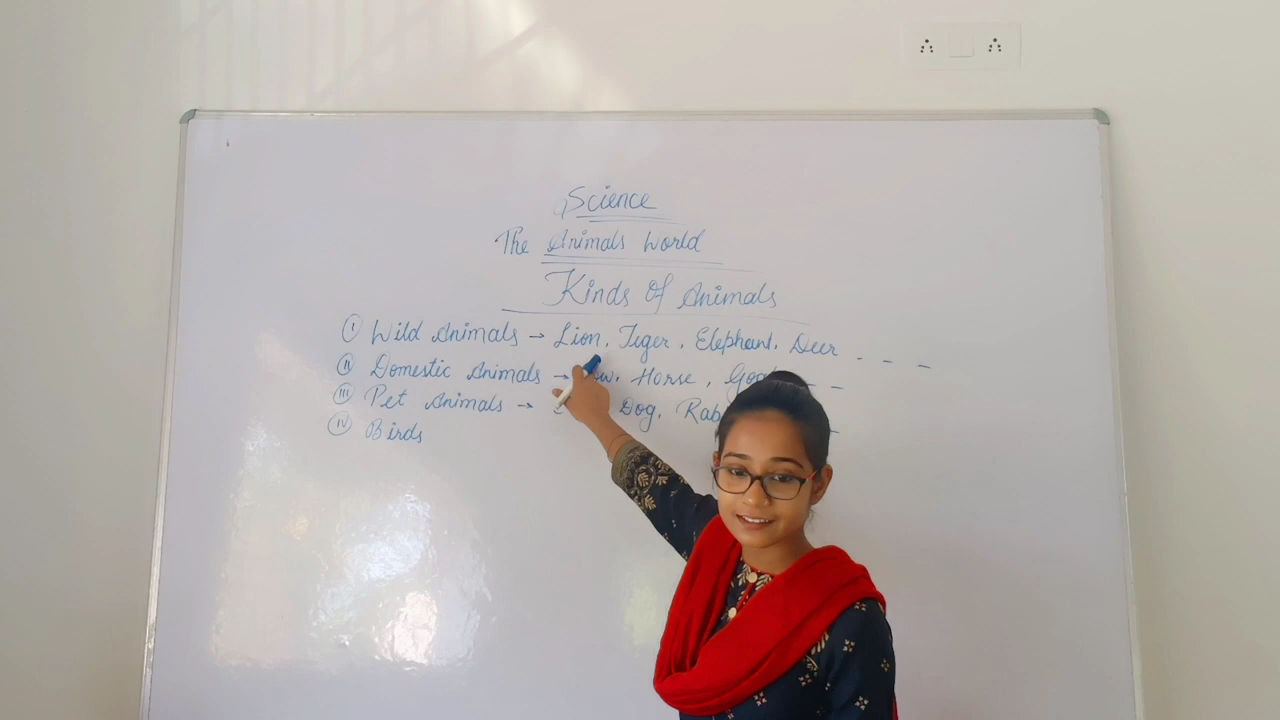 Science
The Animals World
Kinds Of Animals
(I) Wild Animals → Lion, Tiger, Elephant, Deer - - -
(II) Domestic Animals → Horse, -
(III) Pet Animals → Dog, -
(IV) Birds